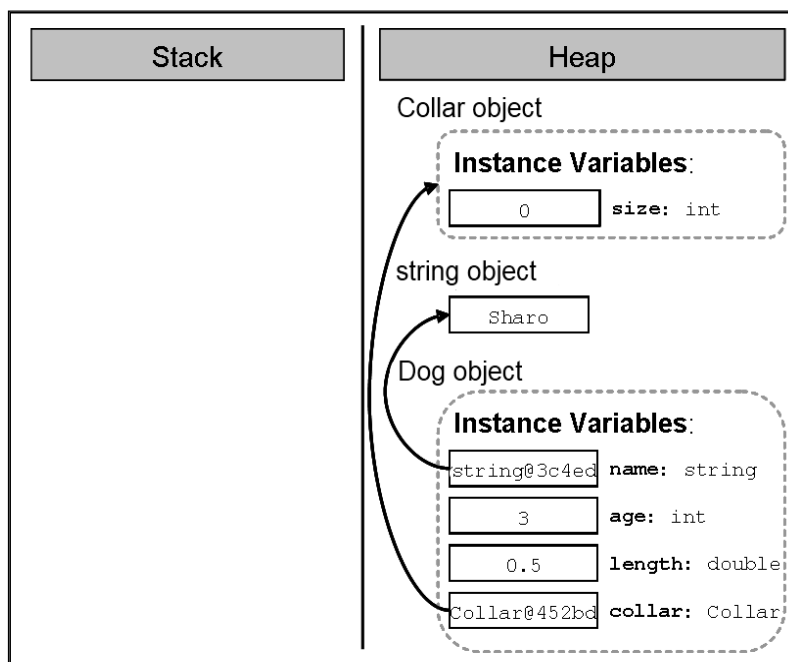 Stack
Heap
Collar object
Instance Variables:
0 size: int
string object
Sharo
Dog object
Instance Variables:
string@3c4ed name: string
3 age: int
0.5 length: double
Collar@452bd collar: Collar